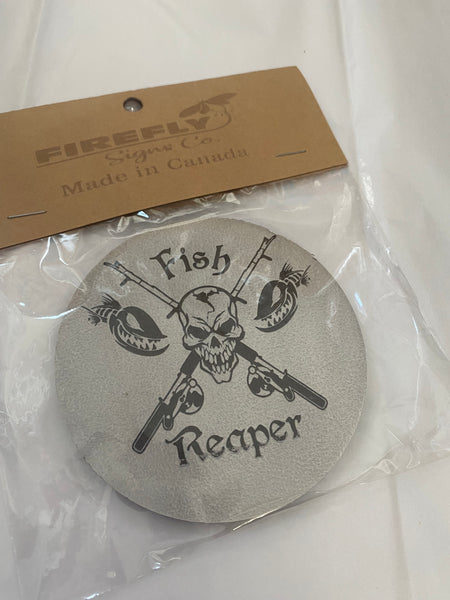 FIREFLY
Signs Co.
Made in Canada
Fish
Reaper